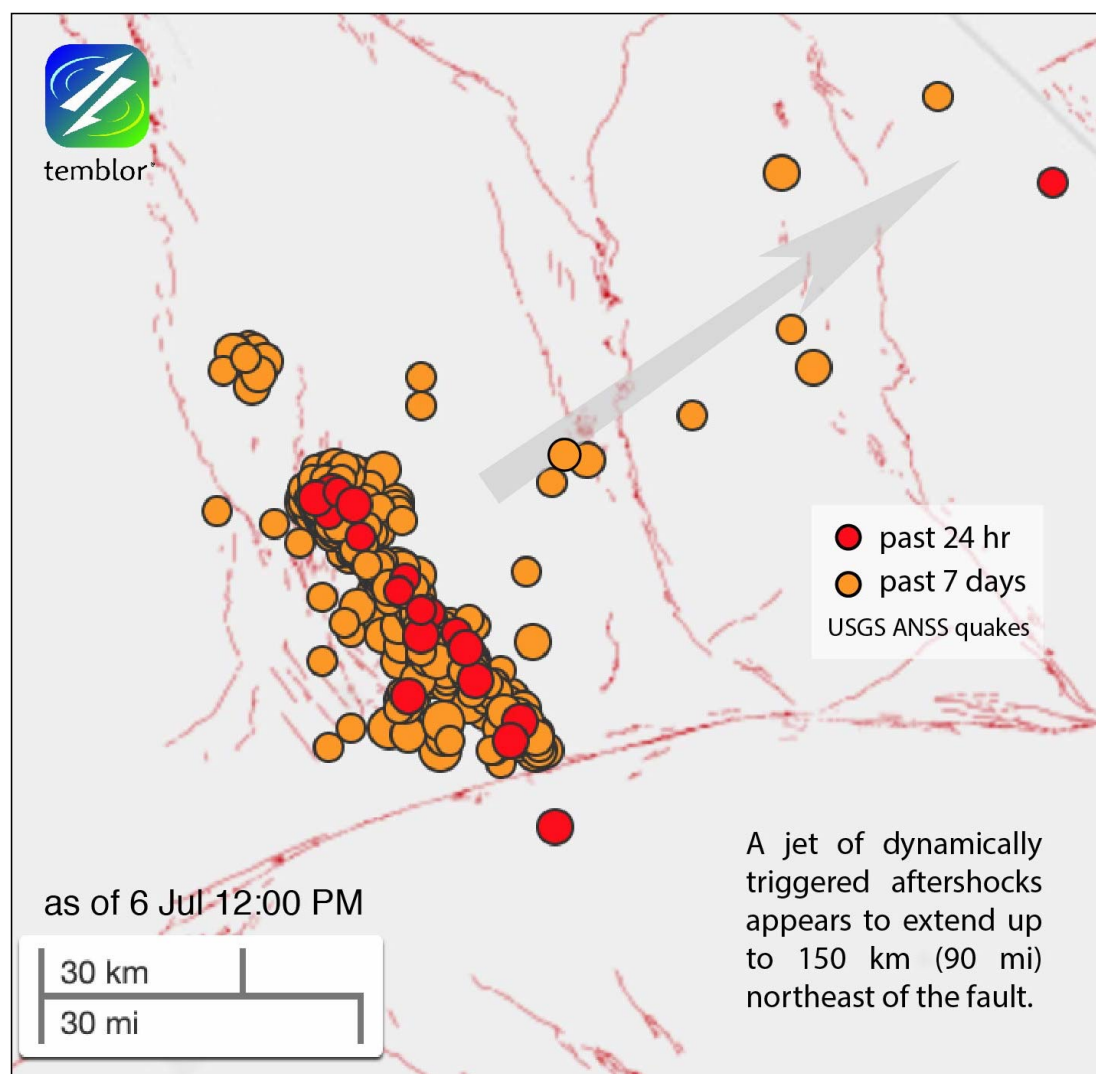 temblor
past 24 hr
past 7 days
USGS ANSS quakes
A jet of dynamically
triggered aftershocks
appears to extend up
to 150 km (90 mi)
northeast of the fault.
as of 6 Jul 12:00 PM
30 km
30 mi